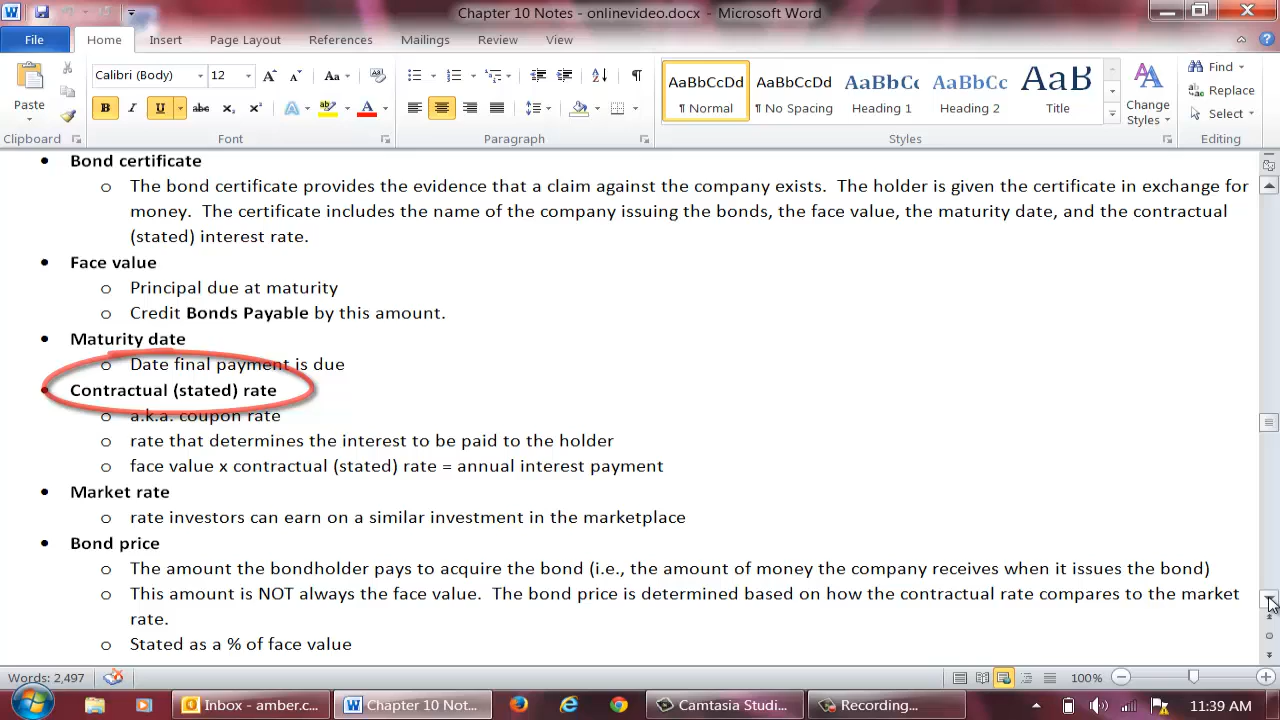 Chapter 10 Notes - onlinevideo.docx - Microsoft Word
File Home Insert Page Layout References Mailings Review View
Paste
Calibri (Body) 12
AaBbCcDd AaBbCcDd AaBbCc AaBbCc AaB
¶ Normal ¶ No Spacing Heading 1 Heading 2 Title
Change Styles
Find
Replace
Select
Clipboard Font Paragraph Styles Editing
• Bond certificate
o The bond certificate provides the evidence that a claim against the company exists. The holder is given the certificate in exchange for
money. The certificate includes the name of the company issuing the bonds, the face value, the maturity date, and the contractual
(stated) interest rate.
• Face value
o Principal due at maturity
o Credit Bonds Payable by this amount.
• Maturity date
o Date final payment is due
• Contractual (stated) rate
o a.k.a. coupon rate
o rate that determines the interest to be paid to the holder
o face value x contractual (stated) rate = annual interest payment
• Market rate
o rate investors can earn on a similar investment in the marketplace
• Bond price
o The amount the bondholder pays to acquire the bond (i.e., the amount of money the company receives when it issues the bond)
o This amount is NOT always the face value. The bond price is determined based on how the contractual rate compares to the market
rate.
o Stated as a % of face value
Words: 2,497 100%
Inbox - amber.c... Chapter 10 Not... Camtasia Studi... Recording... 11:39 AM